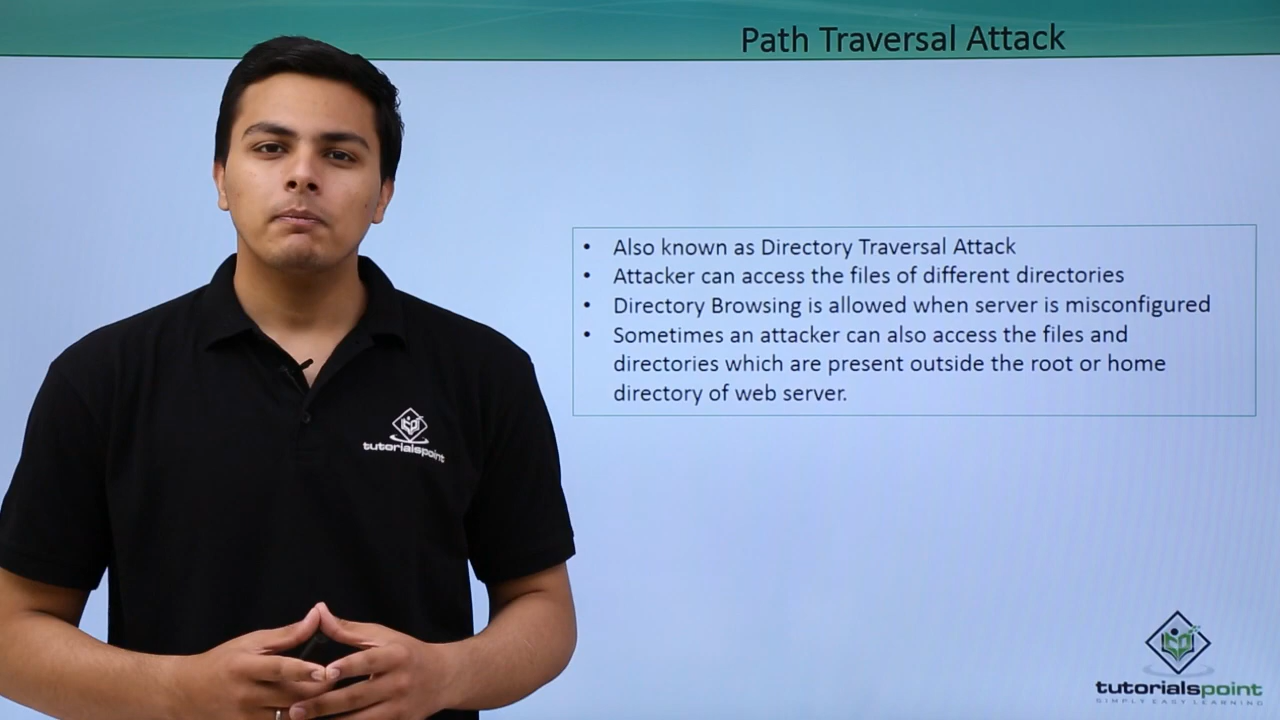 Path Traversal Attack
• Also known as Directory Traversal Attack
• Attacker can access the files of different directories
• Directory Browsing is allowed when server is misconfigured
• Sometimes an attacker can also access the files and
directories which are present outside the root or home
directory of web server.
tutorialspoint
tutorialspoint
SIMPLY EASY LEARNING